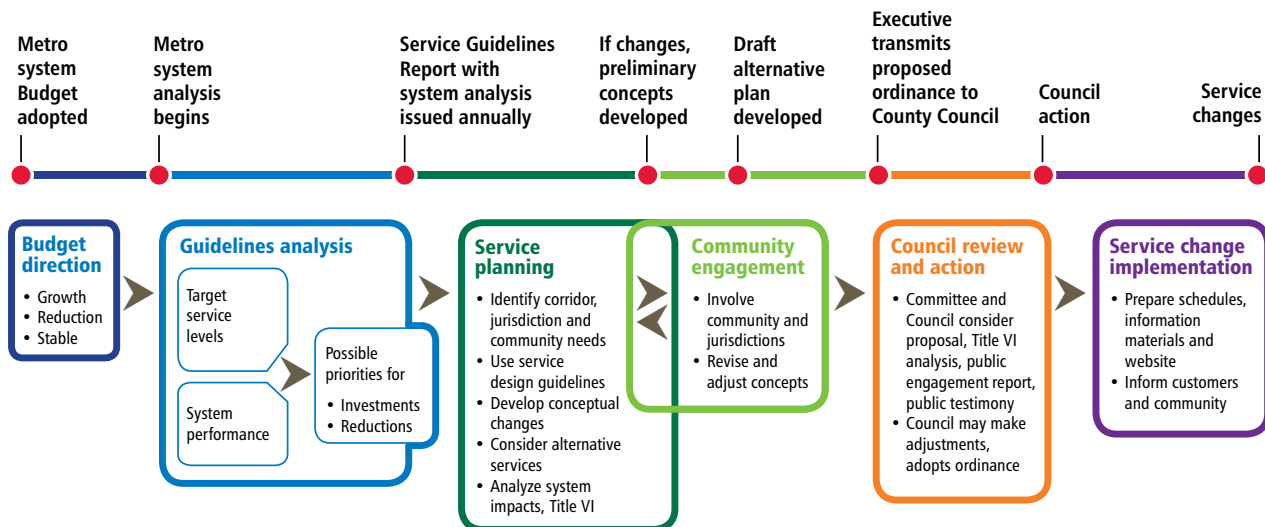 Metro
system
Budget
adopted
Metro
system
analysis
begins
Service Guidelines
Report with
system analysis
issued annually
If changes,
preliminary
concepts
developed
Draft
alternative
plan
developed
Executive
transmits
proposed
ordinance to
County Council
Council
action
Service
changes
Budget
direction
• Growth
• Reduction
• Stable
Guidelines analysis
Target
service
levels
System
performance
Possible
priorities for
• Investments
• Reductions
Service
planning
• Identify corridor,
jurisdiction and
community needs
• Use service
design guidelines
• Develop conceptual
changes
• Consider alternative
services
• Analyze system
impacts, Title VI
Community
engagement
• Involve
community and
jurisdictions
• Revise and
adjust concepts
Council review
and action
• Committee and
Council consider
proposal, Title VI
analysis, public
engagement report,
public testimony
• Council may make
adjustments,
adopts ordinance
Service change
implementation
• Prepare schedules,
information
materials and
website
• Inform customers
and community